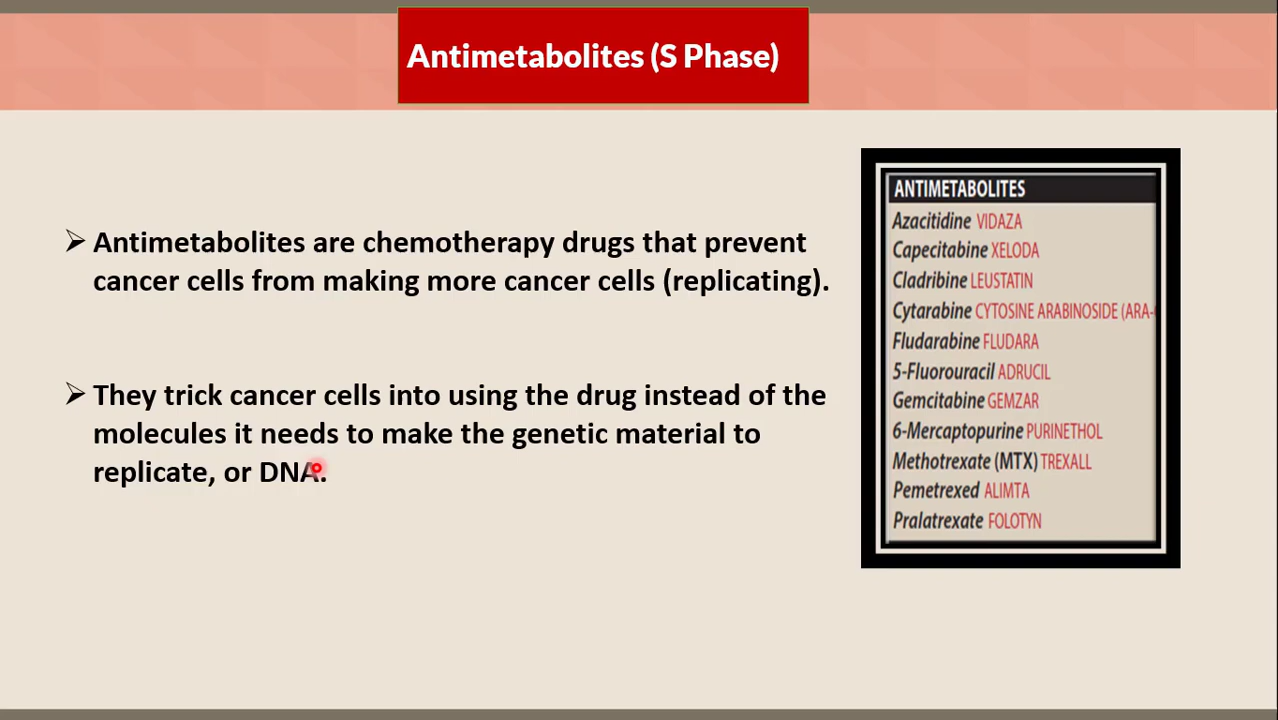 Antimetabolites (S Phase)
Antimetabolites are chemotherapy drugs that prevent
cancer cells from making more cancer cells (replicating).
They trick cancer cells into using the drug instead of the
molecules it needs to make the genetic material to
replicate, or DNA.
ANTIMETABOLITES
Azacitidine VIDAZA
Capecitabine XELODA
Cladribine LEUSTATIN
Cytarabine CYTOSINE ARABINOSIDE (ARA-
Fludarabine FLUDARA
5-Fluorouracil ADRUCIL
Gemcitabine GEMZAR
6-Mercaptopurine PURINETHOL
Methotrexate (MTX) TREXALL
Pemetrexed ALIMTA
Pralatrexate FOLOTYN